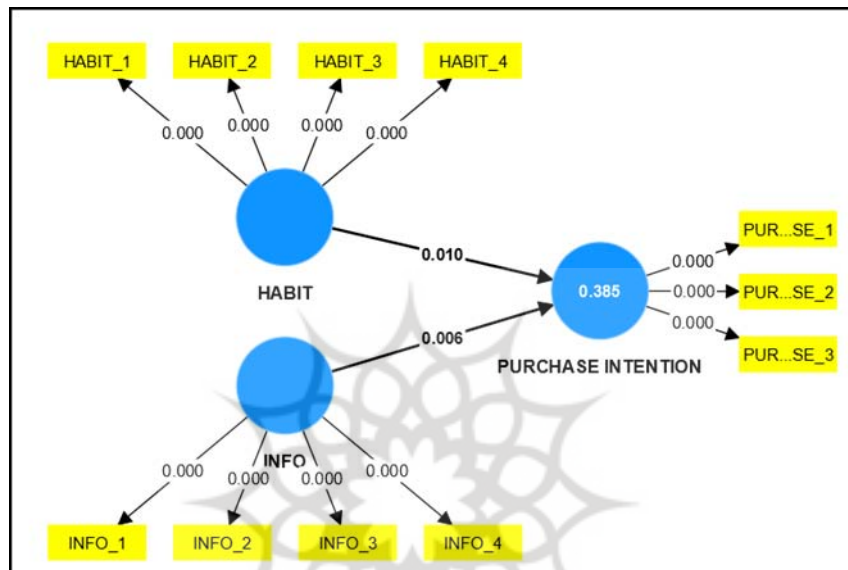 HABIT_1 HABIT_2 HABIT_3 HABIT_4
0.000 0.000 0.000 0.000
HABIT
0.010
PUR...SE_1
0.000
0.385
0.000
PUR...SE_2
0.000
PUR...SE_3
PURCHASE INTENTION
0.006
INFO
0.000 0.000 0.000 0.000
INFO_1 INFO_2 INFO_3 INFO_4